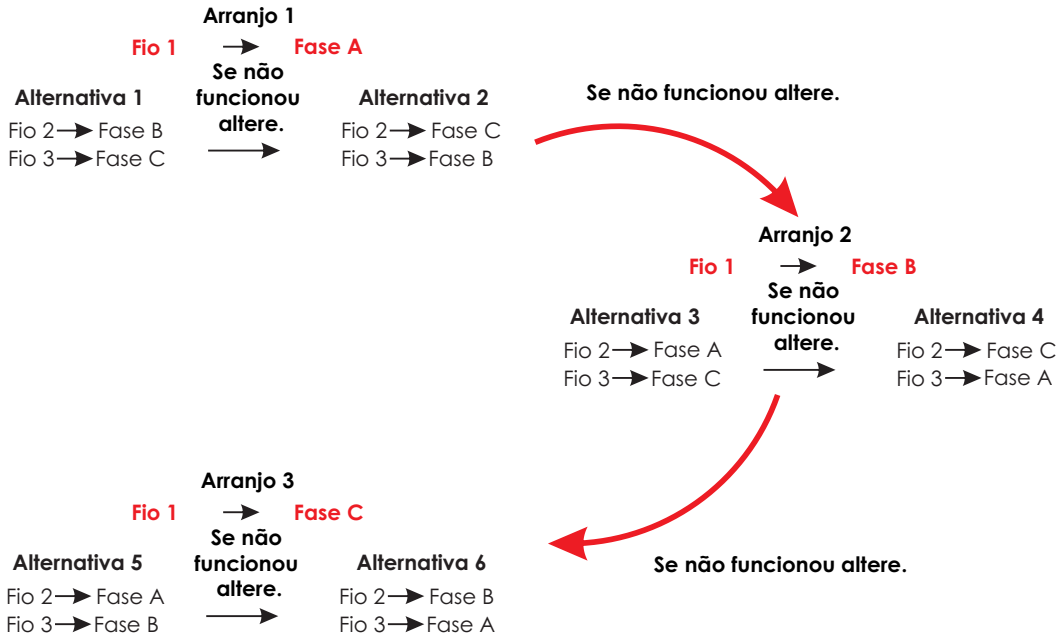 Arranjo 1
Fio 1 → Fase A
Se não
funcionou
altere.
Alternativa 1
Fio 2 → Fase B
Fio 3 → Fase C
Alternativa 2
Fio 2 → Fase C
Fio 3 → Fase B
Se não funcionou altere.
Arranjo 2
Fio 1 → Fase B
Se não
funcionou
altere.
Alternativa 3
Fio 2 → Fase A
Fio 3 → Fase C
Alternativa 4
Fio 2 → Fase C
Fio 3 → Fase A
Se não funcionou altere.
Arranjo 3
Fio 1 → Fase C
Se não
funcionou
altere.
Alternativa 5
Fio 2 → Fase A
Fio 3 → Fase B
Alternativa 6
Fio 2 → Fase B
Fio 3 → Fase A